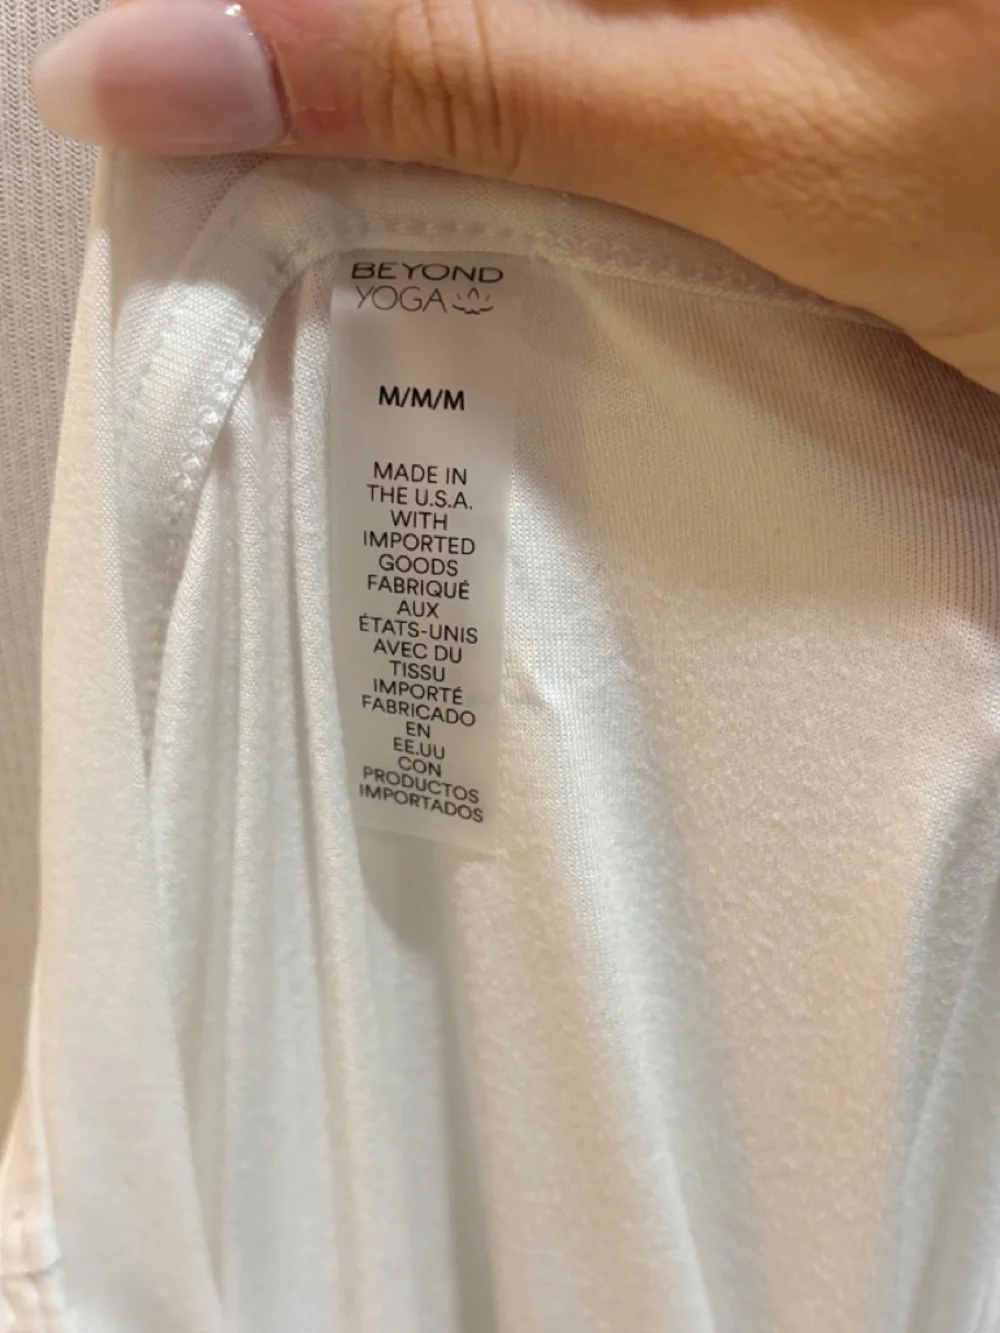 BEYOND
YOGA
M/M/M
MADE IN
THE U.S.A.
WITH
IMPORTED
GOODS
FABRIQUÉ
AUX
ÉTATS-UNIS
AVEC DU
TISSU
IMPORTÉ
FABRICADO
EN
EE.UU
CON
PRODUCTOS
IMPORTADOS